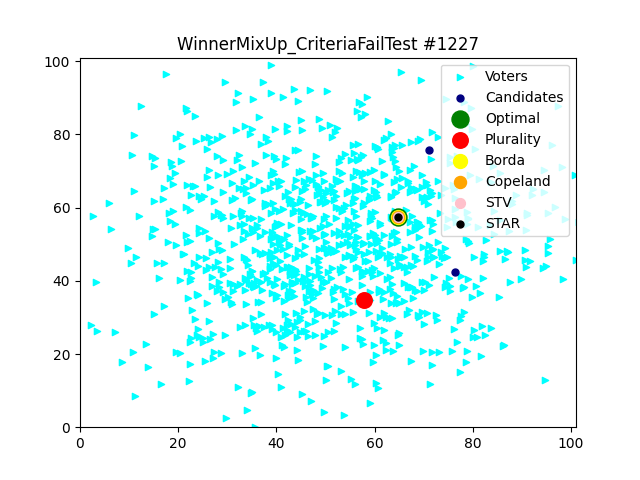 WinnerMixUp_CriteriaFailTest #1227
100
80
60
40
20
0
0 20 40 60 80 100
Voters
Candidates
Optimal
Plurality
Borda
Copeland
STV
STAR